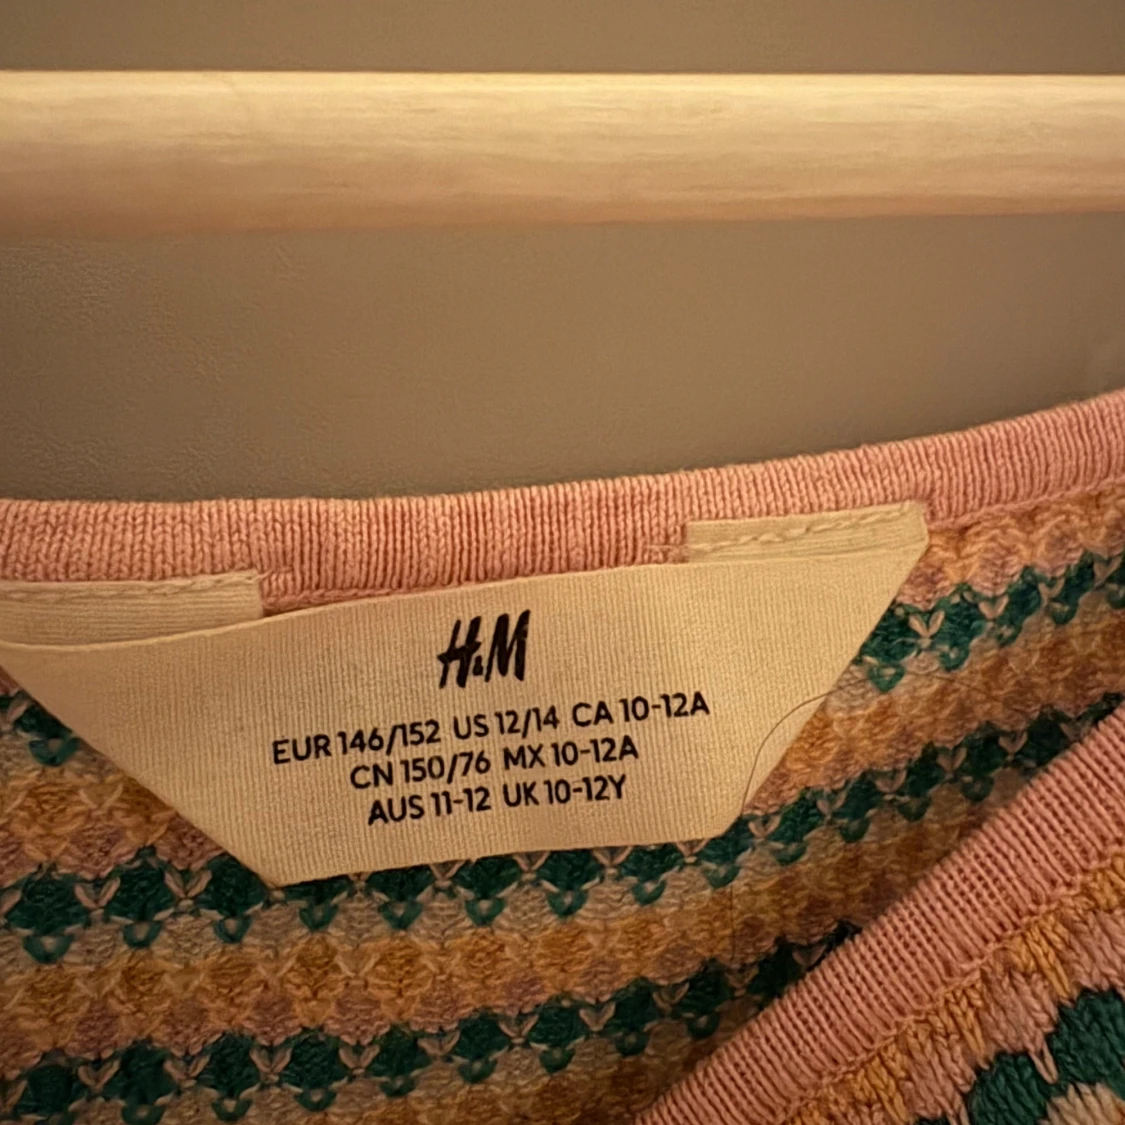 H&M
EUR 146/152 US 12/14 CA 10-12A
CN 150/76 MX 10-12A
AUS 11-12 UK 10-12Y